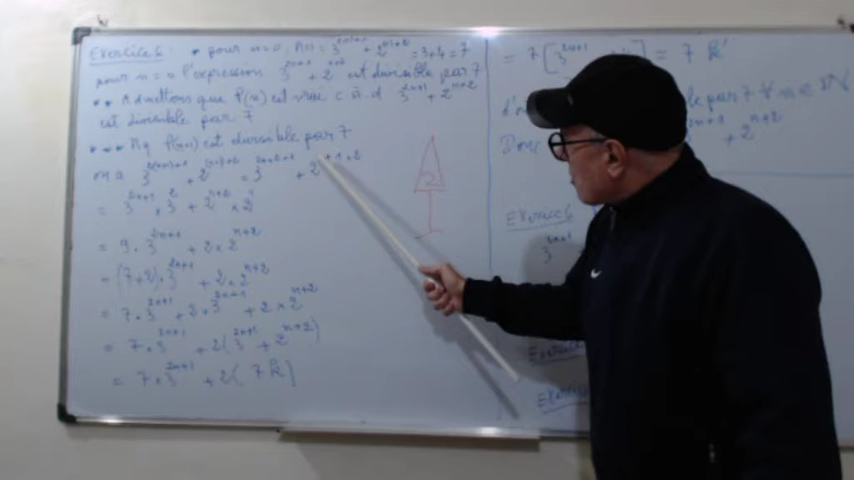 Exercice 6 : * pour n=0, P(0) = 3^{2×0+1} + 2^{0+2} = 3+4 = 7
pour n=0 l'expression 3^{2n+1} + 2^{n+2} est divisible par 7
** Admettons que P(n) est vraie c. à. d 3^{2n+1} + 2^{n+2}
est divisible par 7
*** Mq P(n+1) est divisible par 7
on a 3^{2(n+1)+1} + 2^{(n+1)+2} = 3^{2n+2+1} + 2^{n+1+2}
= 3^{2n+1} × 3^2 + 2^{n+2} × 2^1
= 9 · 3^{2n+1} + 2 × 2^{n+2}
= (7+2) · 3^{2n+1} + 2 · 2^{n+2}
= 7 · 3^{2n+1} + 2 · 3^{2n+1} + 2 × 2^{n+2}
= 7 · 3^{2n+1} + 2(3^{2n+1} + 2^{n+2})
= 7 · 3^{2n+1} + 2(7k)
2
= 7[3^{2n+1} ] = 7 k'
par 7 ∀ n ∈ ℕ
Donc + 2^{n+2}
Exercice 6
3^{2n+1}